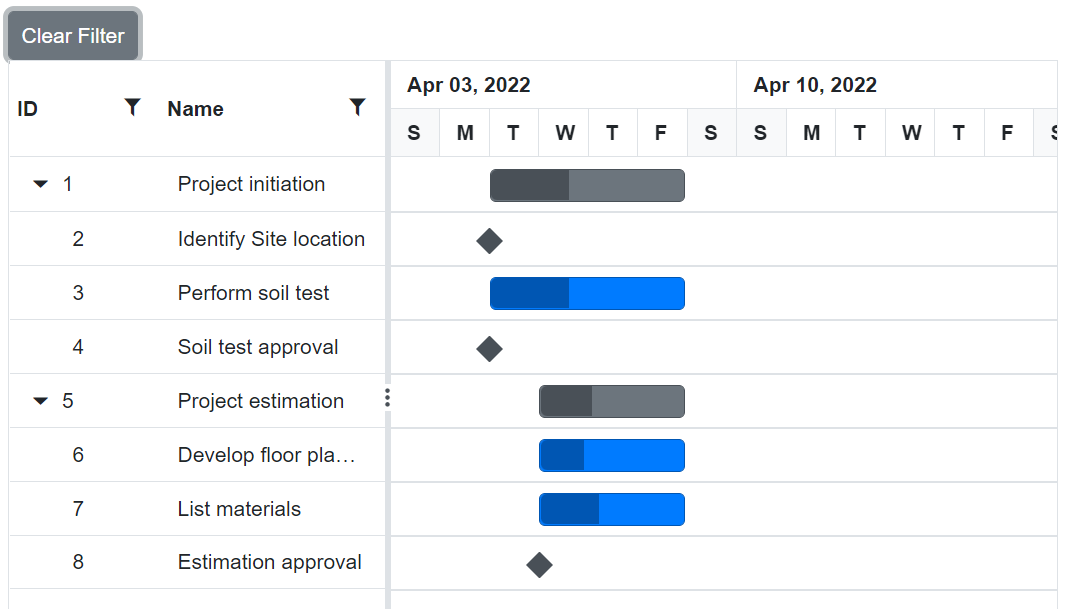 Clear Filter
ID Name Apr 03, 2022 Apr 10, 2022
S M T W T F S S M T W T F S
1 Project initiation
2 Identify Site location
3 Perform soil test
4 Soil test approval
5 Project estimation
6 Develop floor pla…
7 List materials
8 Estimation approval